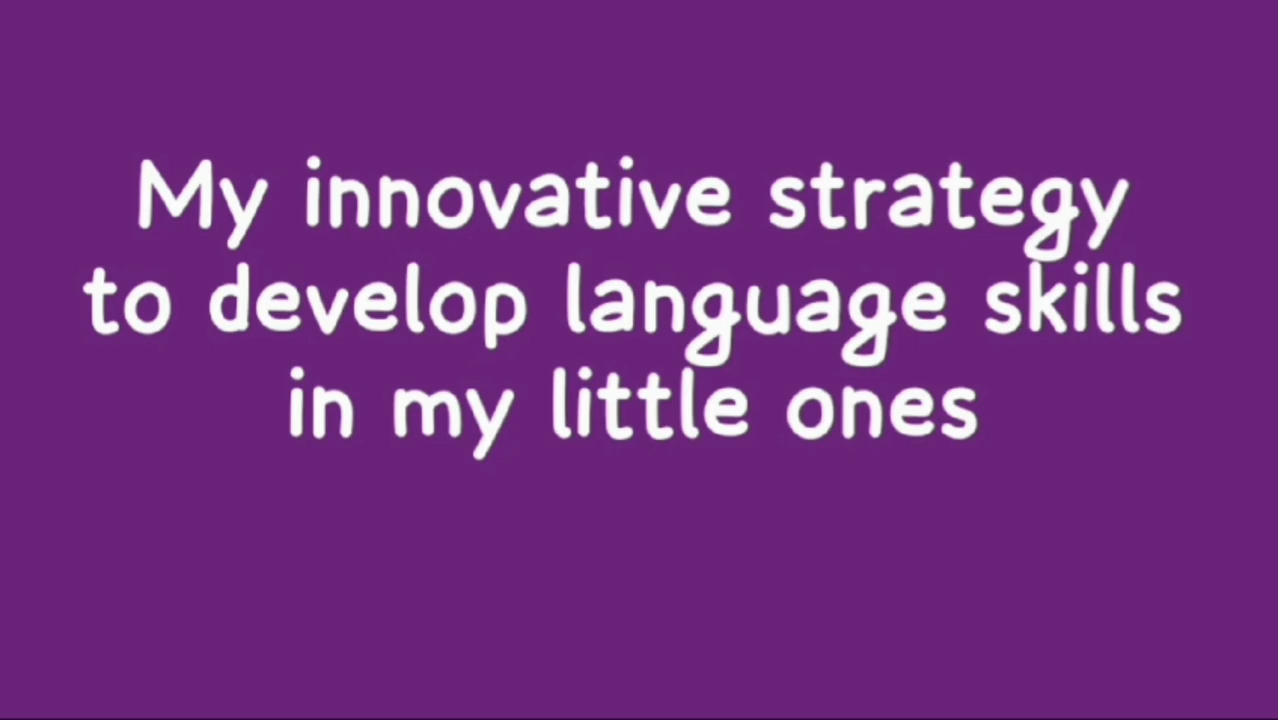 My innovative strategy
to develop language skills
in my little ones